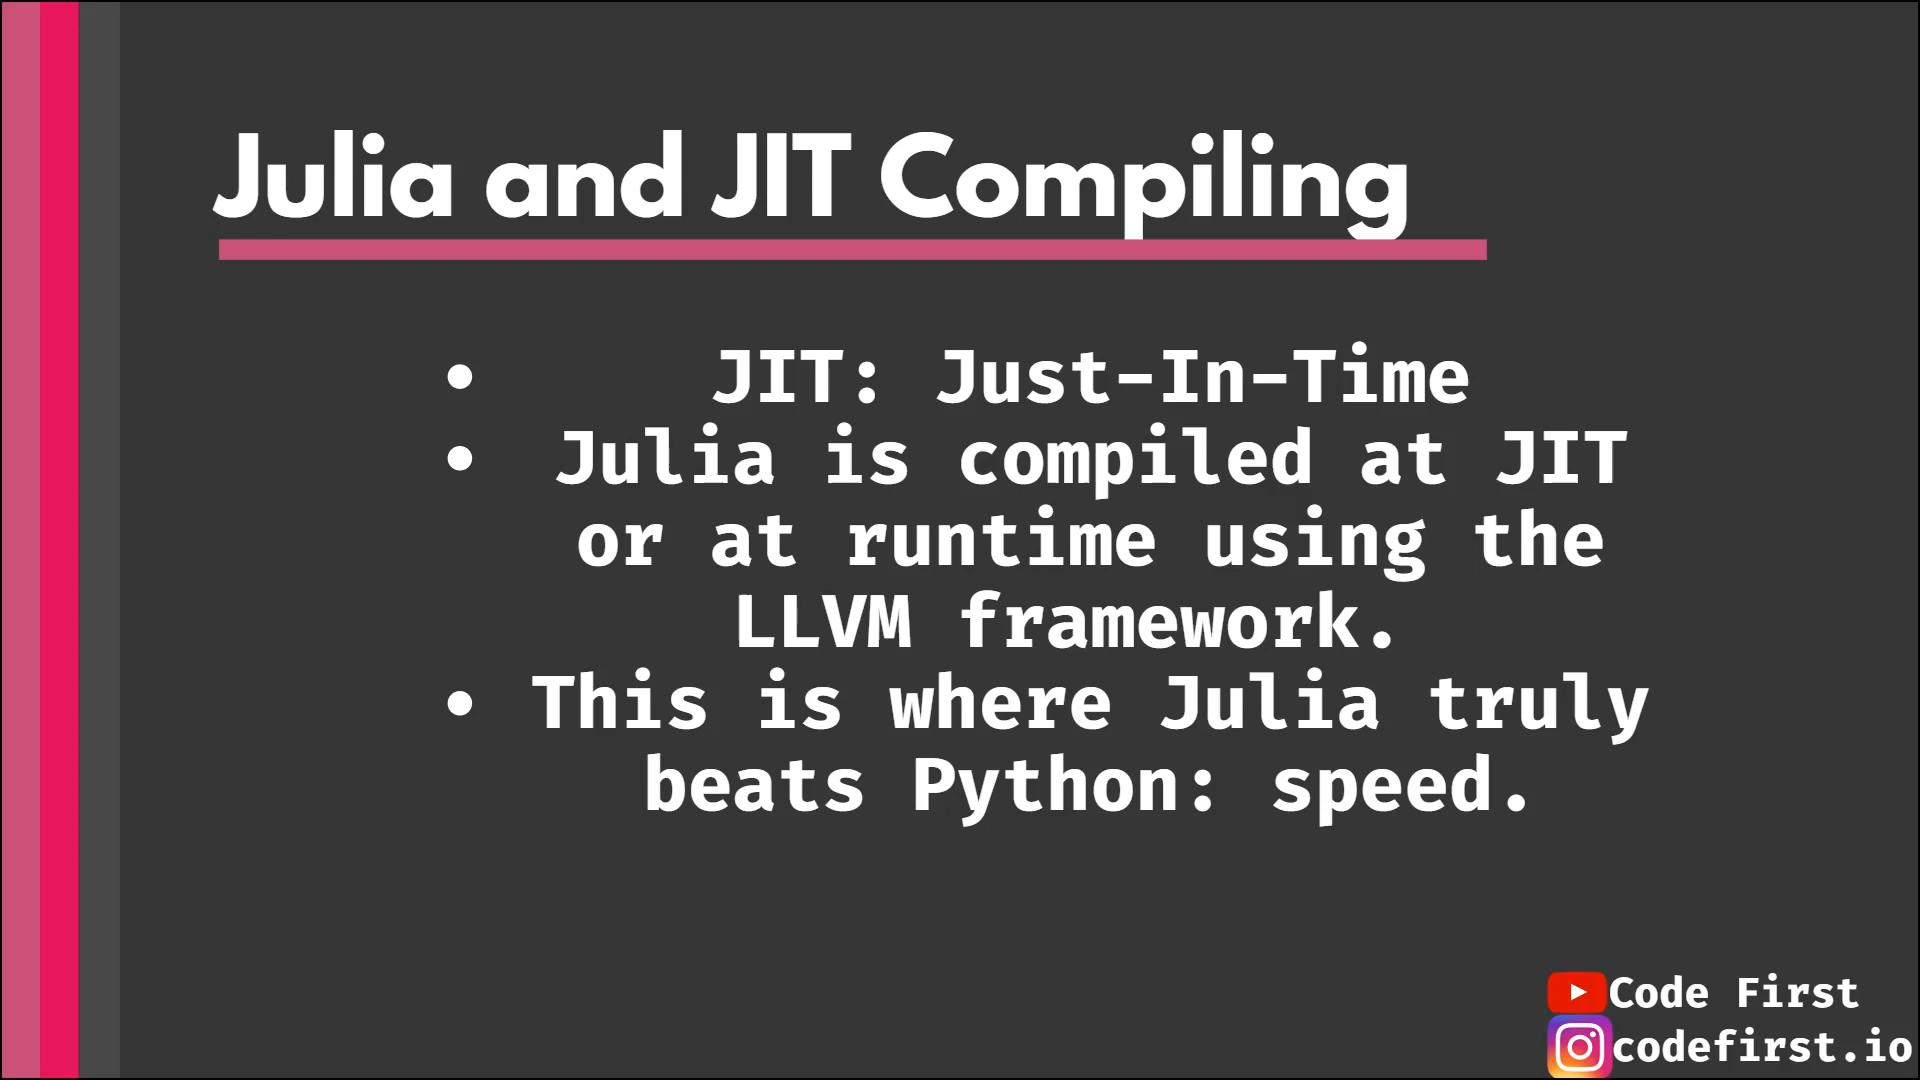 Julia and JIT Compiling
• JIT: Just-In-Time
• Julia is compiled at JIT
or at runtime using the
LLVM framework.
• This is where Julia truly
beats Python: speed.
Code First
codefirst.io